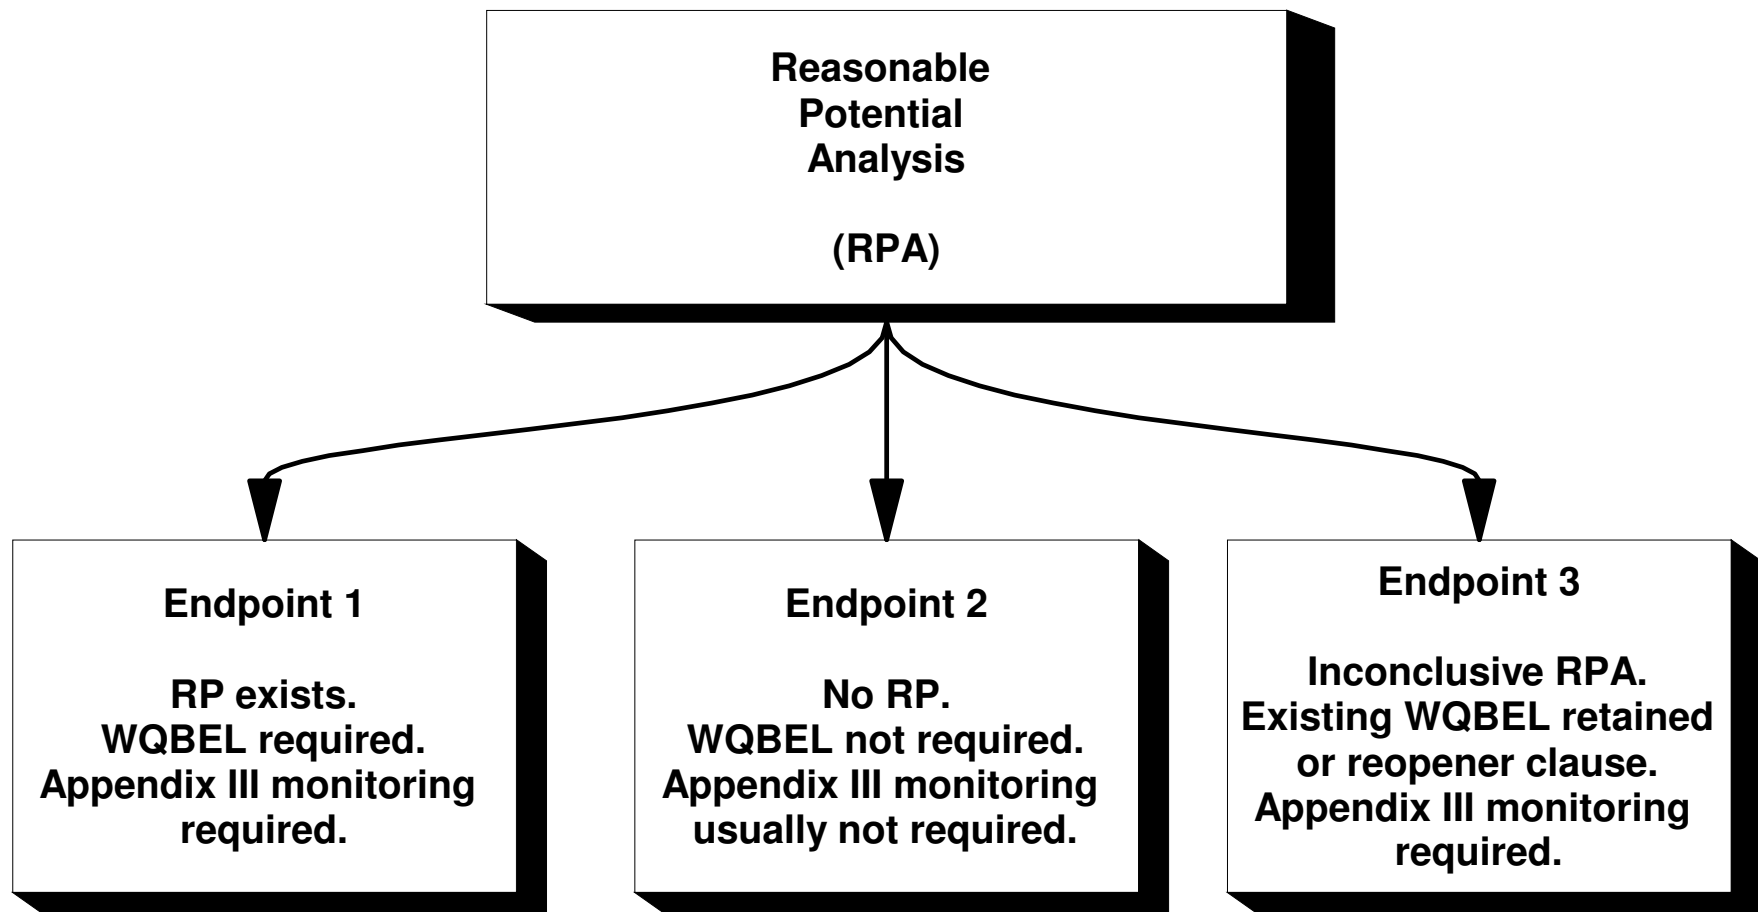 Reasonable
Potential
Analysis
(RPA)
Endpoint 1
RP exists.
WQBEL required.
Appendix III monitoring
required.
Endpoint 2
No RP.
WQBEL not required.
Appendix III monitoring
usually not required.
Endpoint 3
Inconclusive RPA.
Existing WQBEL retained
or reopener clause.
Appendix III monitoring
required.